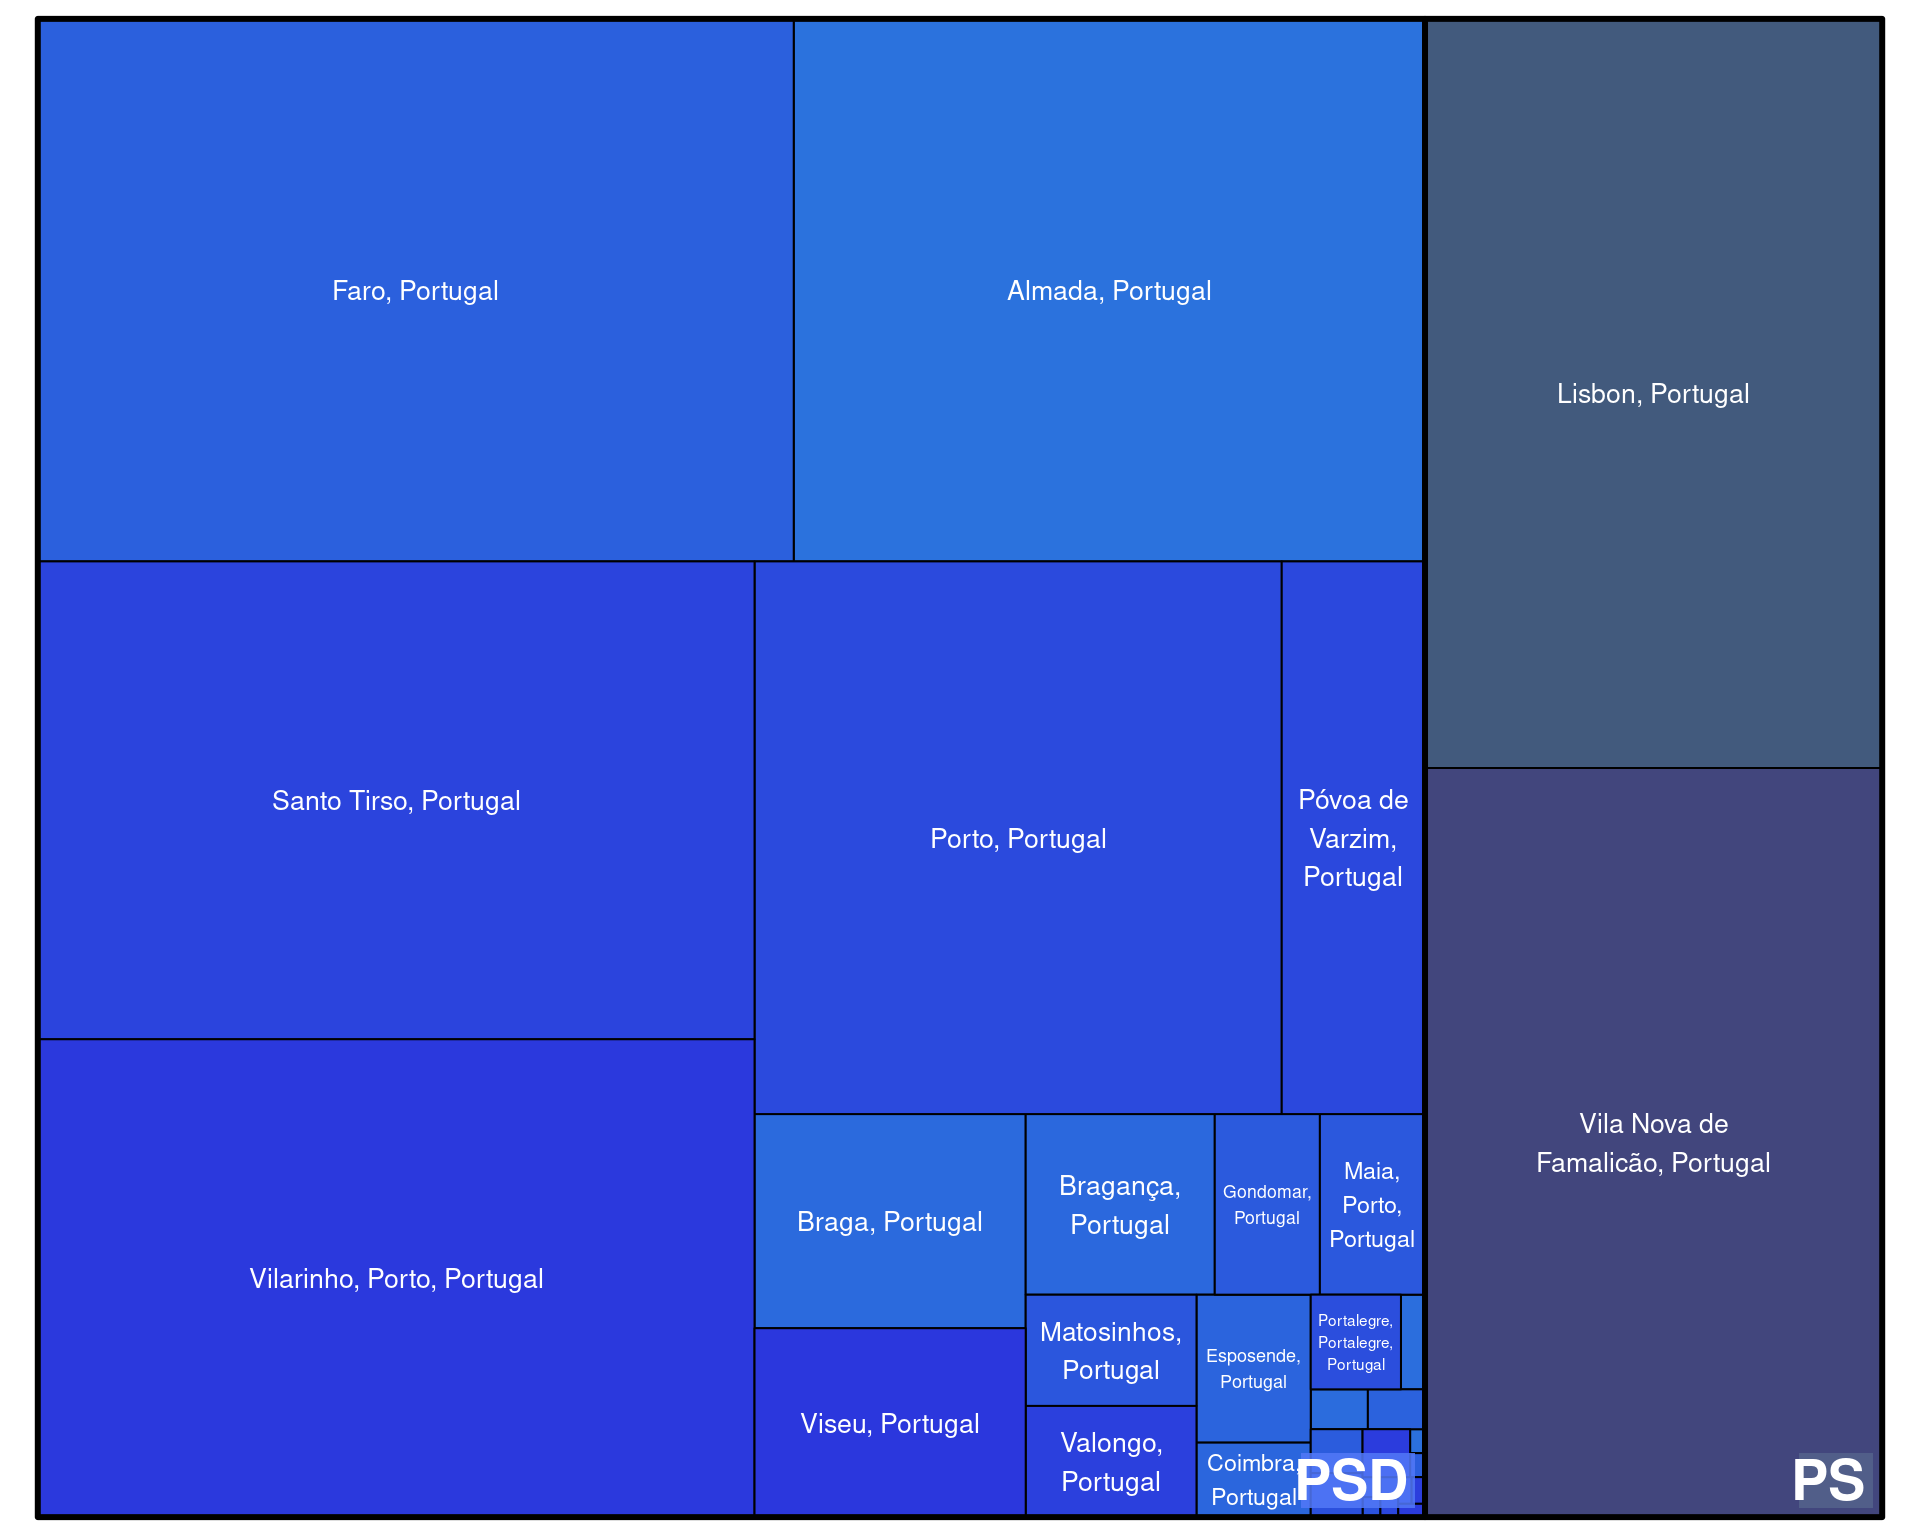 Faro, Portugal
Almada, Portugal
Lisbon, Portugal
Santo Tirso, Portugal
Porto, Portugal
Póvoa de
Varzim,
Portugal
Vila Nova de
Famalicão, Portugal
Vilarinho, Porto, Portugal
Braga, Portugal
Bragança,
Portugal
Gondomar,
Portugal
Maia,
Porto,
Portugal
Viseu, Portugal
Matosinhos,
Portugal
Esposende,
Portugal
Portalegre,
Portalegre,
Portugal
Valongo,
Portugal
Coimbra,
Portugal
PSD
PS